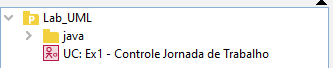 Lab_UML
java
UC: Ex1 - Controle Jornada de Trabalho